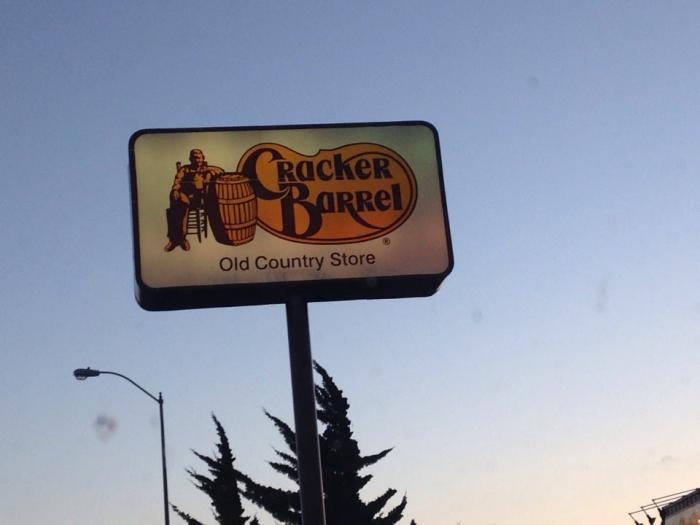 Cracker
Barrel
®
Old Country Store